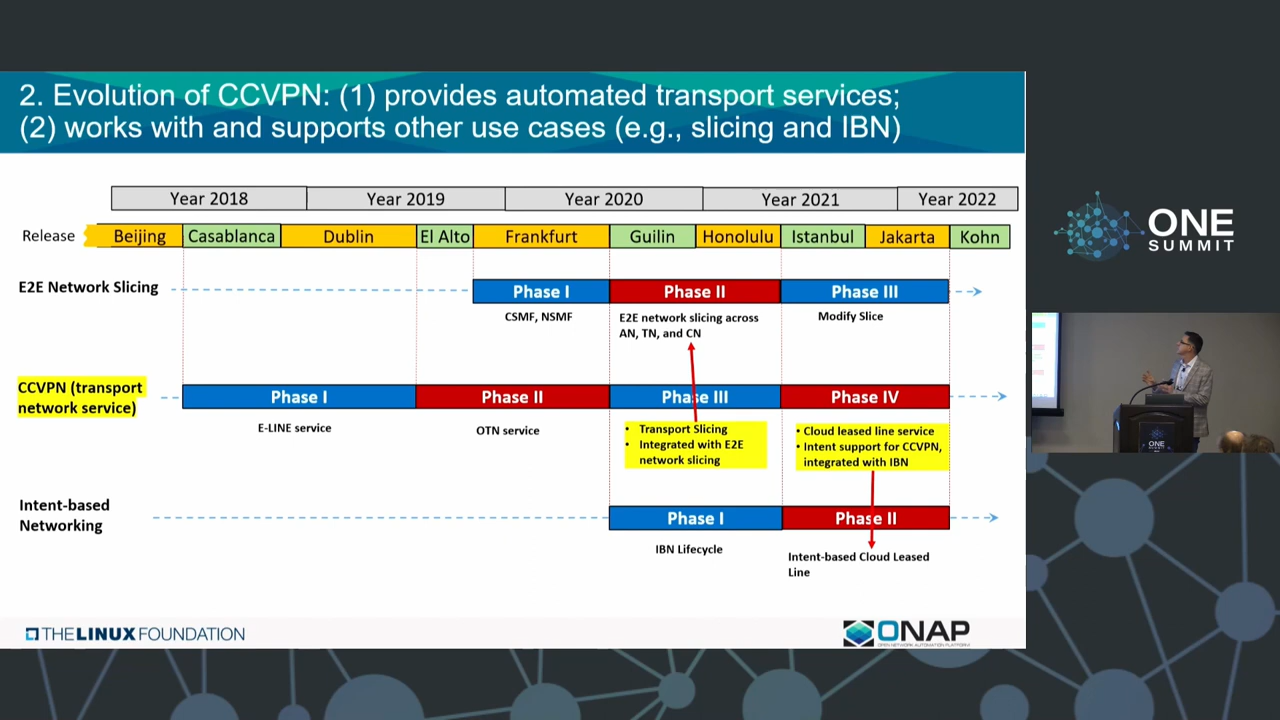 2. Evolution of CCVPN: (1) provides automated transport services;
(2) works with and supports other use cases (e.g., slicing and IBN)
Year 2018
Year 2019
Year 2020
Year 2021
Year 2022
Release
Beijing
Casablanca
Dublin
El Alto
Frankfurt
Guilin
Honolulu
Istanbul
Jakarta
Kohn
E2E Network Slicing
Phase I
Phase II
Phase III
CSMF, NSMF
E2E network slicing across
AN, TN, and CN
Modify Slice
CCVPN (transport
network service)
Phase I
Phase II
Phase III
Phase IV
E-LINE service
OTN service
• Transport Slicing
• Integrated with E2E
network slicing
• Cloud leased line service
• Intent support for CCVPN,
integrated with IBN
Intent-based
Networking
Phase I
Phase II
IBN Lifecycle
Intent-based Cloud Leased
Line
THE LINUX FOUNDATION
ONAP
OPEN NETWORK AUTOMATION PLATFORM
ONE
SUMMIT
ONE
SUMMIT